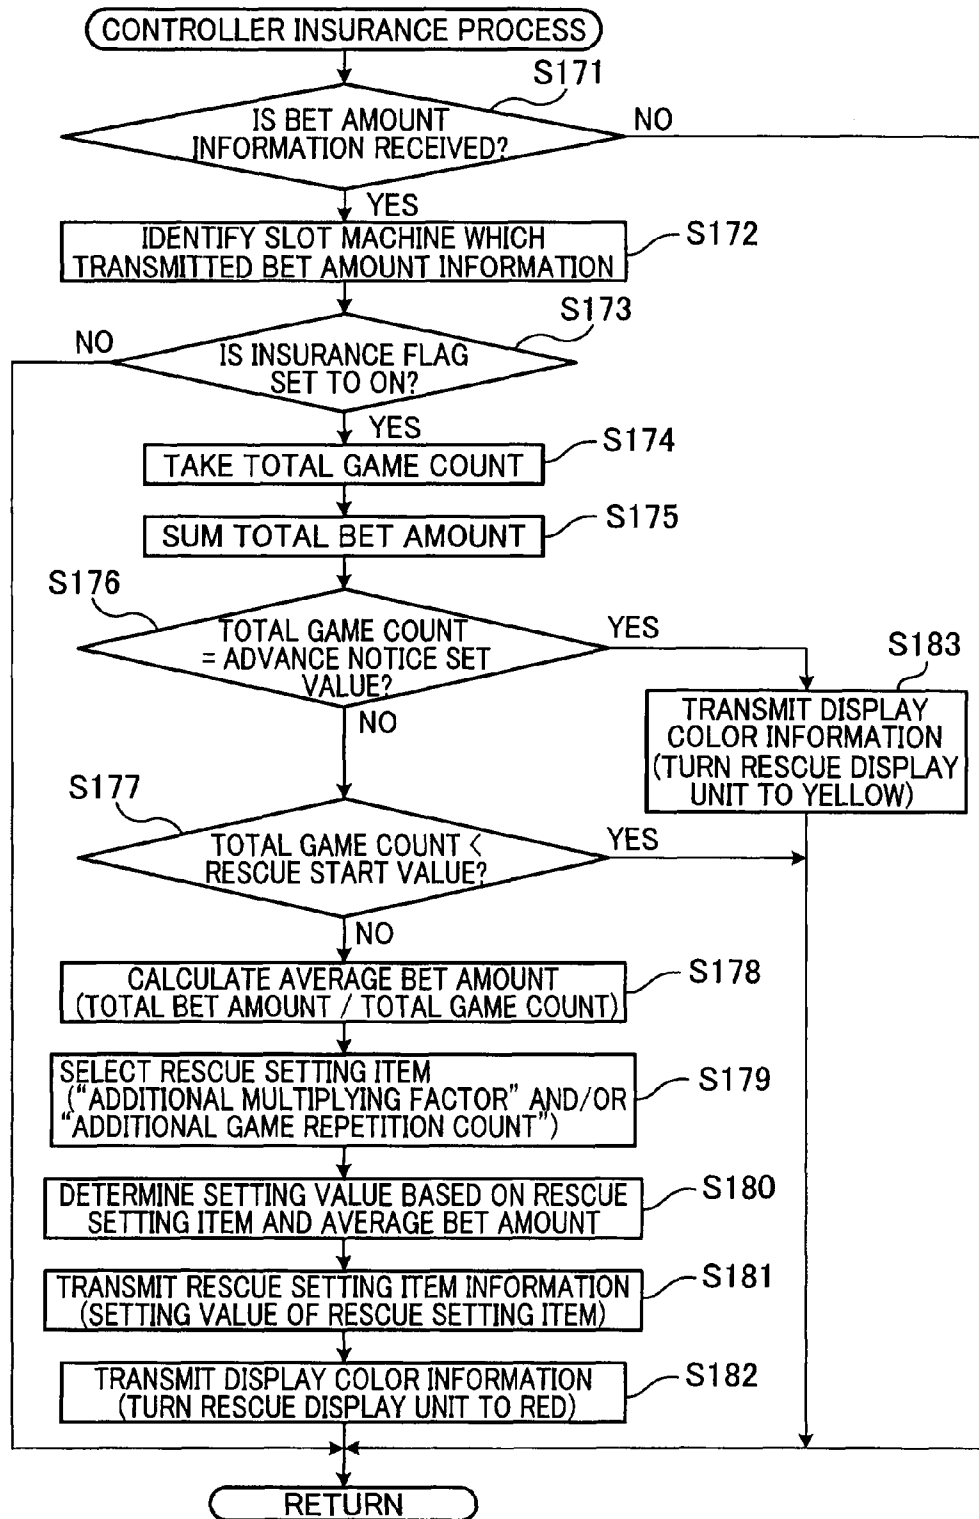 CONTROLLER INSURANCE PROCESS
S171
IS BET AMOUNT
INFORMATION RECEIVED?
NO
YES
IDENTIFY SLOT MACHINE WHICH
TRANSMITTED BET AMOUNT INFORMATION
S172
S173
NO
IS INSURANCE FLAG
SET TO ON?
YES
TAKE TOTAL GAME COUNT
S174
SUM TOTAL BET AMOUNT
S175
S176
TOTAL GAME COUNT
= ADVANCE NOTICE SET
VALUE?
YES
NO
S183
TRANSMIT DISPLAY
COLOR INFORMATION
(TURN RESCUE DISPLAY
UNIT TO YELLOW)
S177
TOTAL GAME COUNT <
RESCUE START VALUE?
YES
NO
CALCULATE AVERAGE BET AMOUNT
(TOTAL BET AMOUNT / TOTAL GAME COUNT)
S178
SELECT RESCUE SETTING ITEM
(“ADDITIONAL MULTIPLYING FACTOR” AND/OR
“ADDITIONAL GAME REPETITION COUNT”)
S179
DETERMINE SETTING VALUE BASED ON RESCUE
SETTING ITEM AND AVERAGE BET AMOUNT
S180
TRANSMIT RESCUE SETTING ITEM INFORMATION
(SETTING VALUE OF RESCUE SETTING ITEM)
S181
TRANSMIT DISPLAY COLOR INFORMATION
(TURN RESCUE DISPLAY UNIT TO RED)
S182
RETURN